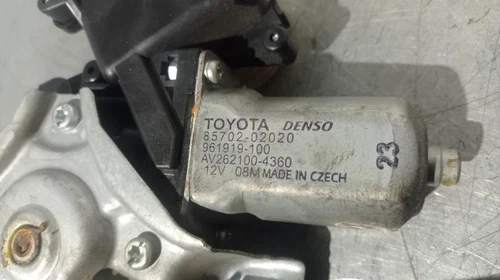 TOYOTA DENSO
85702-02020
961919-100
AV262100-4360
12V 08M MADE IN CZECH
23